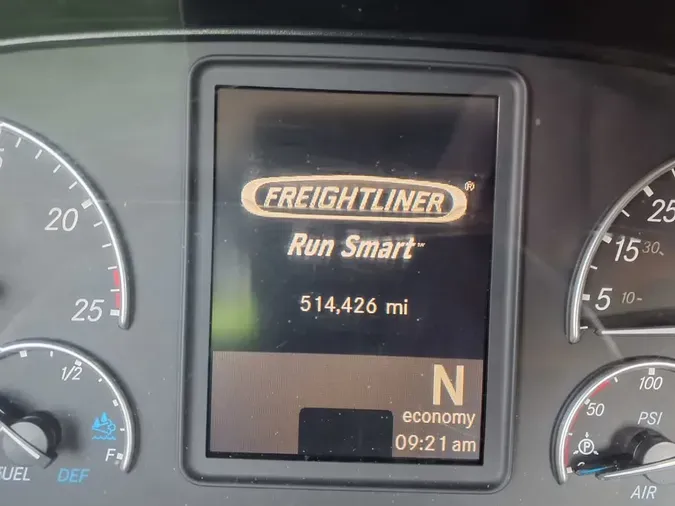 FREIGHTLINER®
Run Smart™
514,426 mi
N
economy
09:21 am
20
25
1/2
F
FUEL
DEF
25
15 30
5 10
100
50
PSI
P
AIR